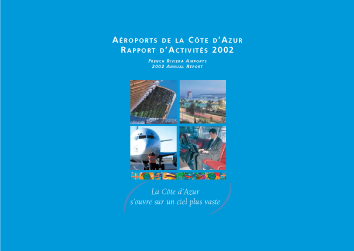 AÉROPORTS DE LA CÔTE D'AZUR
RAPPORT D'ACTIVITÉS 2002
FRENCH RIVIERA AIRPORTS
2002 ANNUAL REPORT
La Côte d'Azur
s'ouvre sur un ciel plus vaste